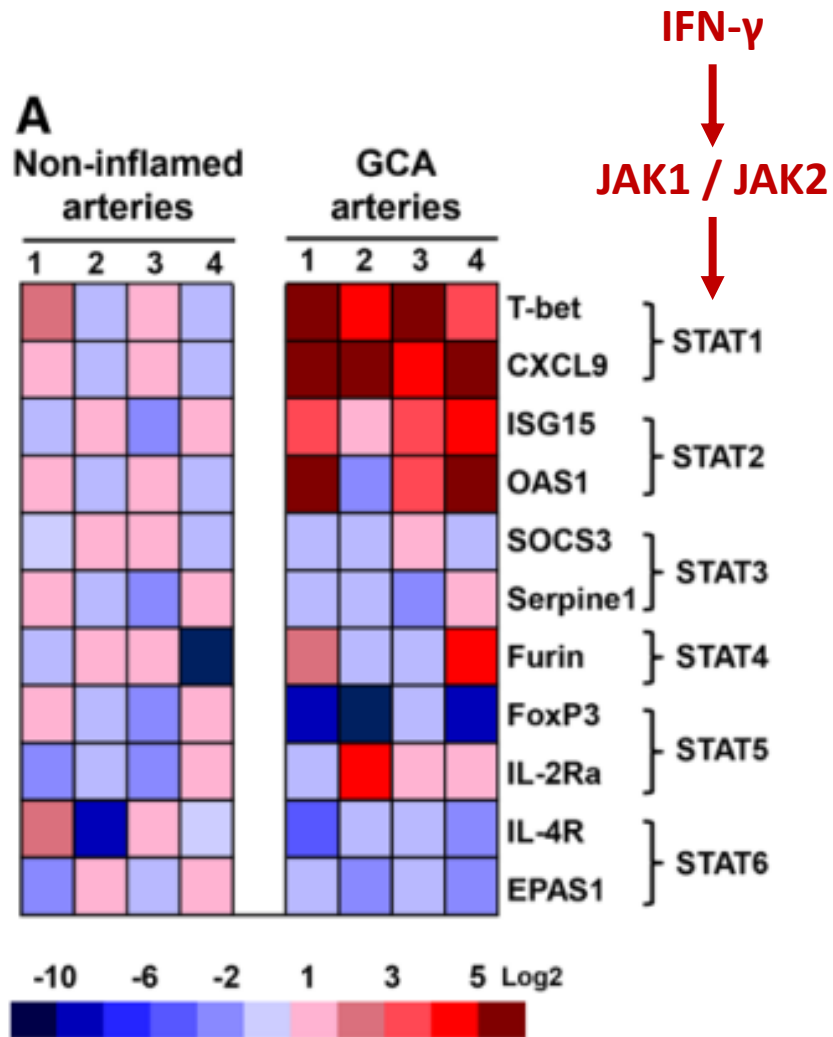 IFN-γ
JAK1 / JAK2
A
Non-inflamed arteries
GCA arteries
1 2 3 4
1 2 3 4
T-bet
CXCL9
STAT1
ISG15
OAS1
STAT2
SOCS3
Serpine1
STAT3
Furin
STAT4
FoxP3
IL-2Ra
STAT5
IL-4R
EPAS1
STAT6
-10 -6 -2 1 3 5 Log2